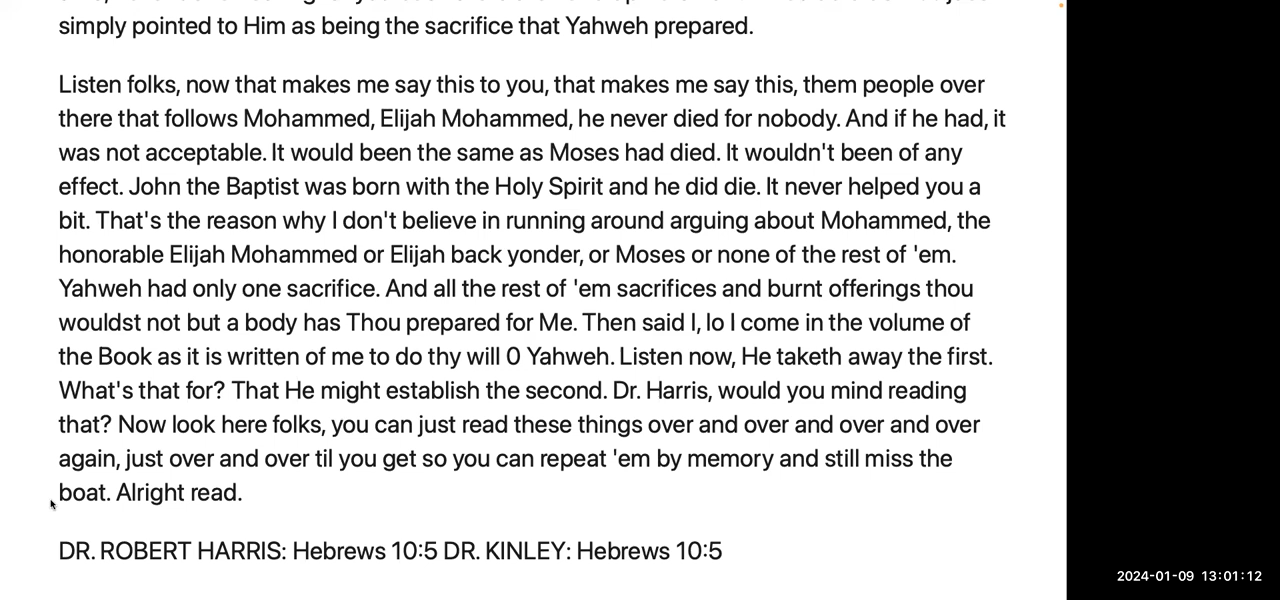 simply pointed to Him as being the sacrifice that Yahweh prepared.
Listen folks, now that makes me say this to you, that makes me say this, them people over
there that follows Mohammed, Elijah Mohammed, he never died for nobody. And if he had, it
was not acceptable. It would been the same as Moses had died. It wouldn't been of any
effect. John the Baptist was born with the Holy Spirit and he did die. It never helped you a
bit. That's the reason why I don't believe in running around arguing about Mohammed, the
honorable Elijah Mohammed or Elijah back yonder, or Moses or none of the rest of 'em.
Yahweh had only one sacrifice. And all the rest of 'em sacrifices and burnt offerings thou
wouldst not but a body has Thou prepared for Me. Then said I, lo I come in the volume of
the Book as it is written of me to do thy will 0 Yahweh. Listen now, He taketh away the first.
What's that for? That He might establish the second. Dr. Harris, would you mind reading
that? Now look here folks, you can just read these things over and over and over and over
again, just over and over til you get so you can repeat 'em by memory and still miss the
boat. Alright read.
DR. ROBERT HARRIS: Hebrews 10:5 DR. KINLEY: Hebrews 10:5
2024-01-09 13:01:12